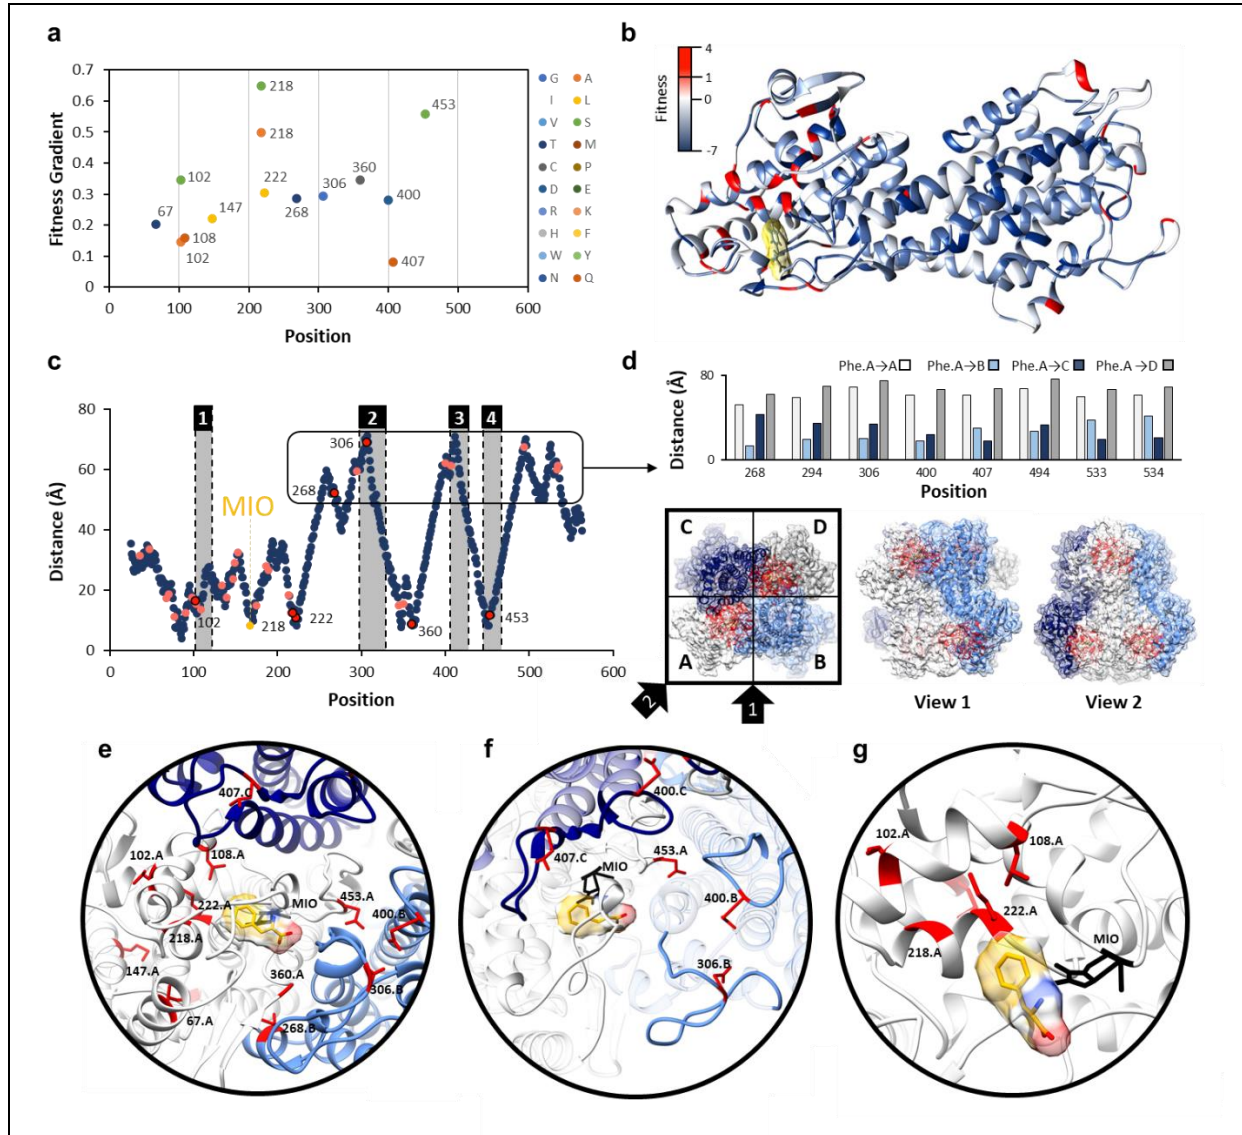 a
Fitness Gradient
0.7
0.6
0.5
0.4
0.3
0.2
0.1
0
218
218
453
102
222
360
306
268
400
67
147
108
102
407
0 100 200 300 400 500 600
Position
G A
I L
V S
T M
C P
D E
R K
H F
W Y
N Q
b
Fitness
4
1
0
-7
c
Distance (Å)
80
60
40
20
0
1 2 3 4
306
268
MIO
102
218
222
360
453
0 100 200 300 400 500 600
Position
d
Phe.A→A Phe.A→B Phe.A→C Phe.A→D
Distance (Å)
80
0
268 294 306 400 407 494 533 534
Position
C D
A B
2 1
View 1 View 2
e
407.C
102.A
108.A
222.A
MIO
453.A
218.A
400.B
147.A
360.A
306.B
67.A
268.B
f
400.C
407.C
MIO
453.A
400.B
306.B
g
102.A
108.A
222.A
218.A
MIO